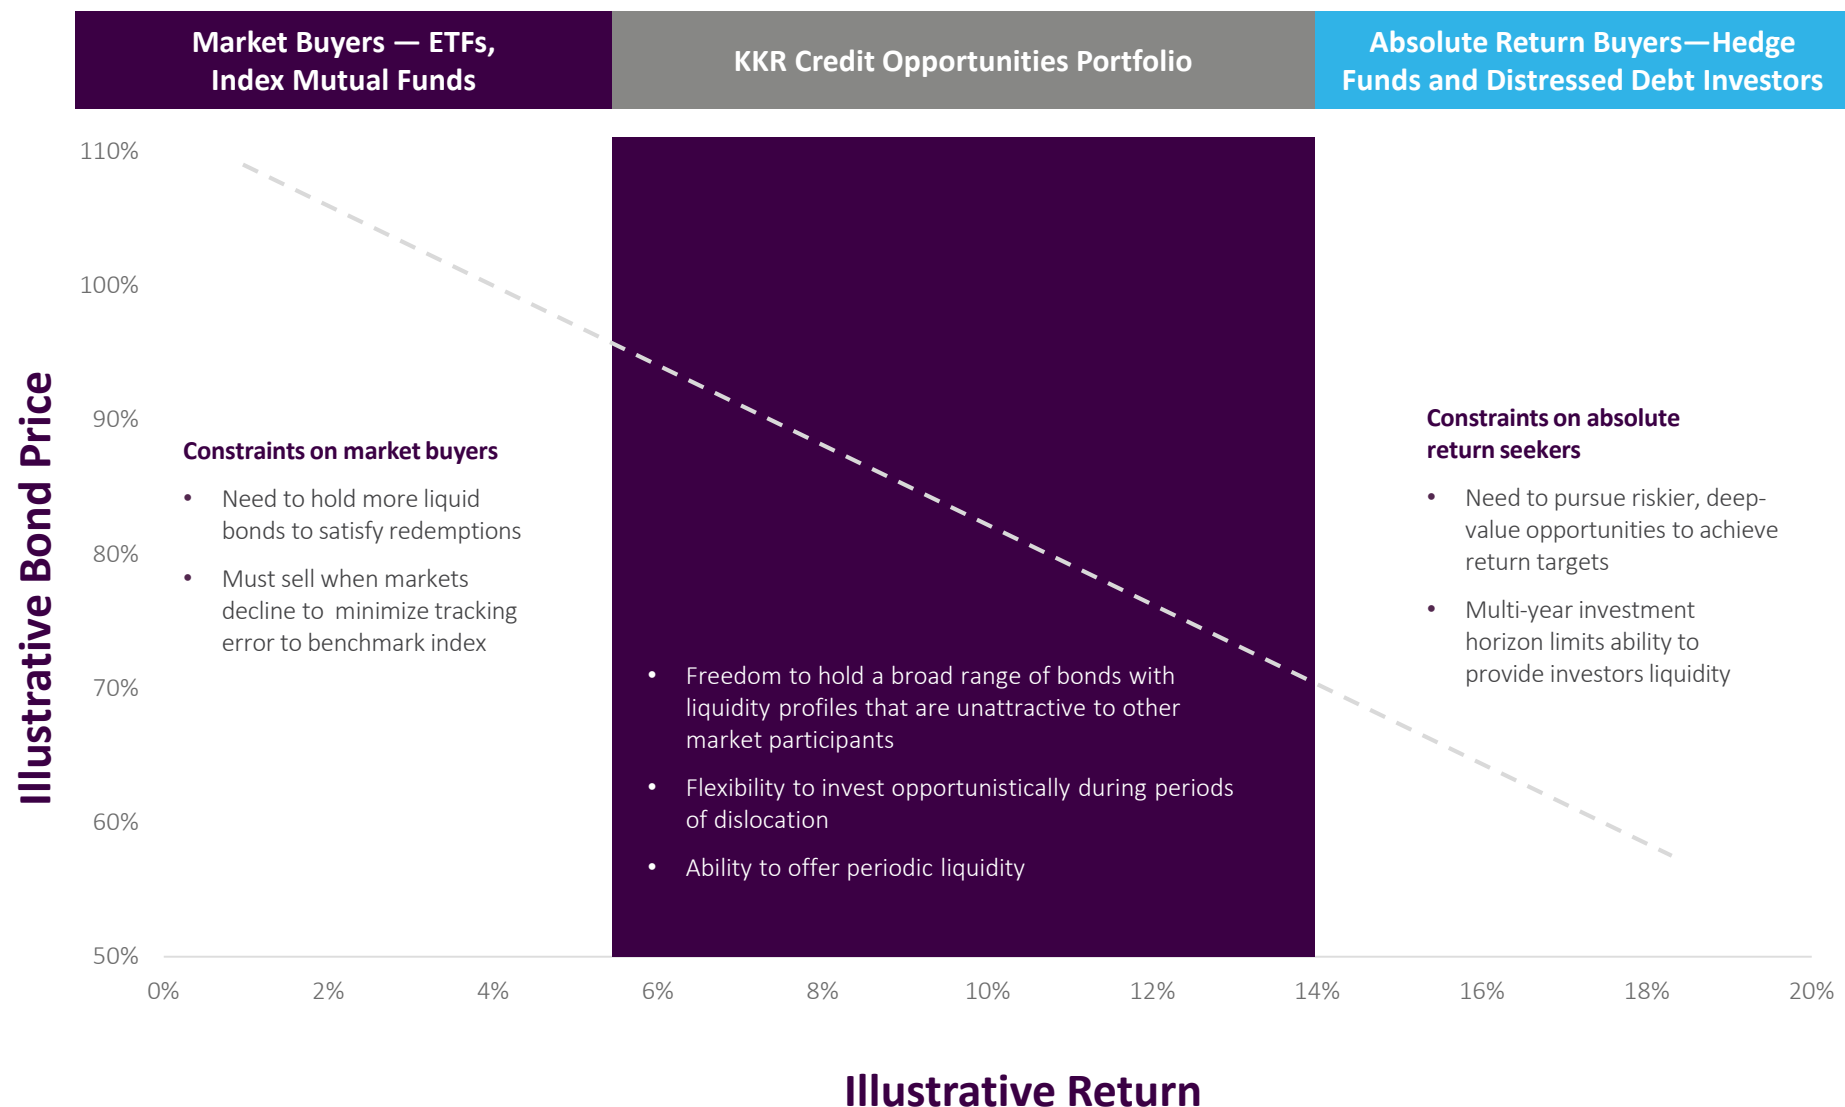 Market Buyers — ETFs,
Index Mutual Funds
KKR Credit Opportunities Portfolio
Absolute Return Buyers—Hedge
Funds and Distressed Debt Investors
Illustrative Bond Price
110%
100%
90%
80%
70%
60%
50%
Constraints on market buyers
• Need to hold more liquid
bonds to satisfy redemptions
• Must sell when markets
decline to minimize tracking
error to benchmark index
• Freedom to hold a broad range of bonds with
liquidity profiles that are unattractive to other
market participants
• Flexibility to invest opportunistically during periods
of dislocation
• Ability to offer periodic liquidity
Constraints on absolute
return seekers
• Need to pursue riskier, deep-
value opportunities to achieve
return targets
• Multi-year investment
horizon limits ability to
provide investors liquidity
0% 2% 4% 6% 8% 10% 12% 14% 16% 18% 20%
Illustrative Return